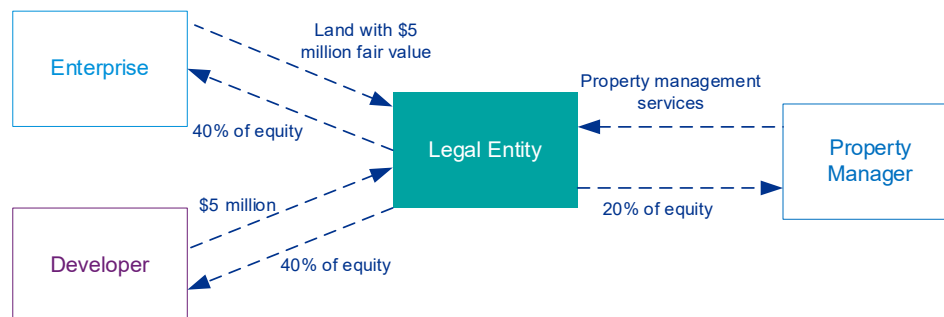 Enterprise
Land with $5
million fair value
40% of equity
Property management
services
Legal Entity
Property
Manager
20% of equity
$5 million
Developer
40% of equity